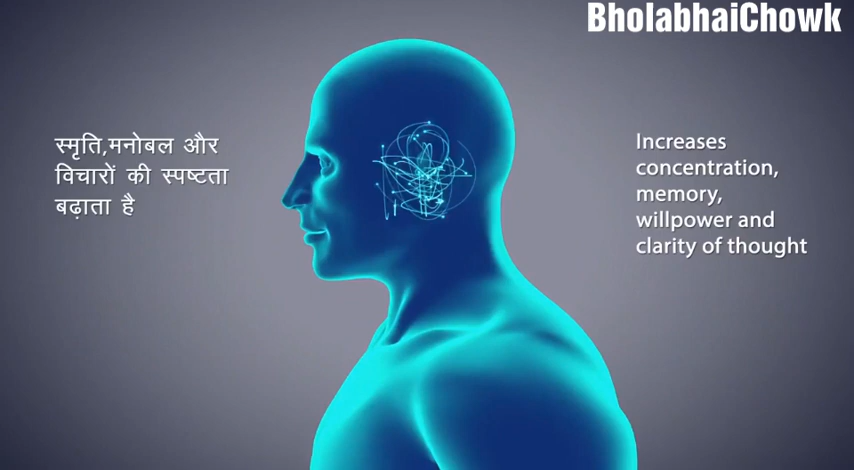 BholabhaiChowk
स्मृति,मनोबल और
विचारों की स्पष्टता
बढ़ाता है
Increases
concentration,
memory,
willpower and
clarity of thought